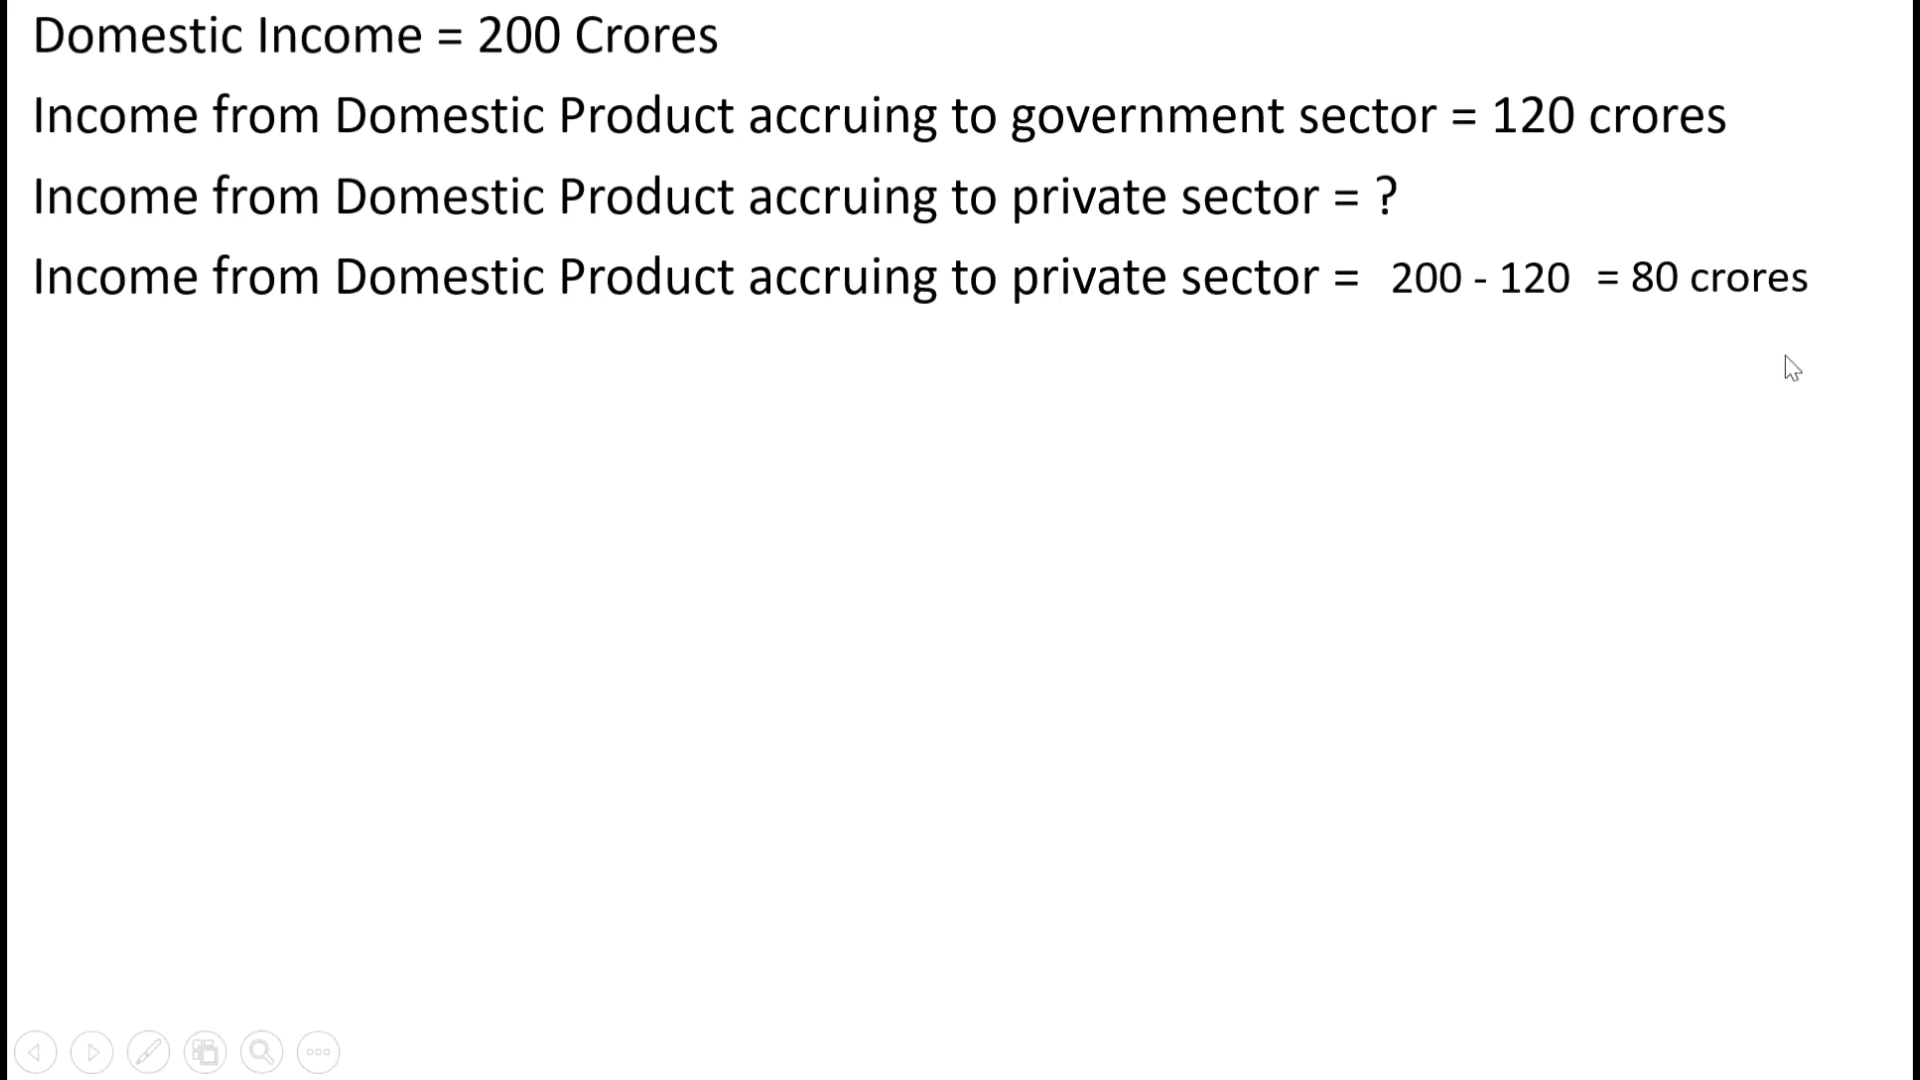 Domestic Income = 200 Crores
Income from Domestic Product accruing to government sector = 120 crores
Income from Domestic Product accruing to private sector = ?
Income from Domestic Product accruing to private sector = 200 - 120 = 80 crores